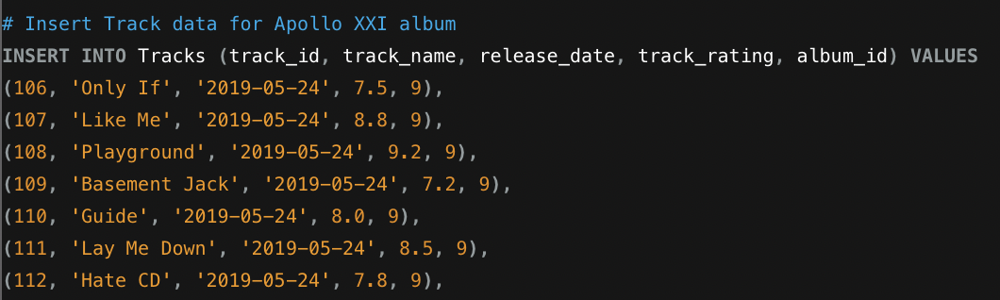 # Insert Track data for Apollo XXI album
INSERT INTO Tracks (track_id, track_name, release_date, track_rating, album_id) VALUES
(106, 'Only If', '2019-05-24', 7.5, 9),
(107, 'Like Me', '2019-05-24', 8.8, 9),
(108, 'Playground', '2019-05-24', 9.2, 9),
(109, 'Basement Jack', '2019-05-24', 7.2, 9),
(110, 'Guide', '2019-05-24', 8.0, 9),
(111, 'Lay Me Down', '2019-05-24', 8.5, 9),
(112, 'Hate CD', '2019-05-24', 7.8, 9),